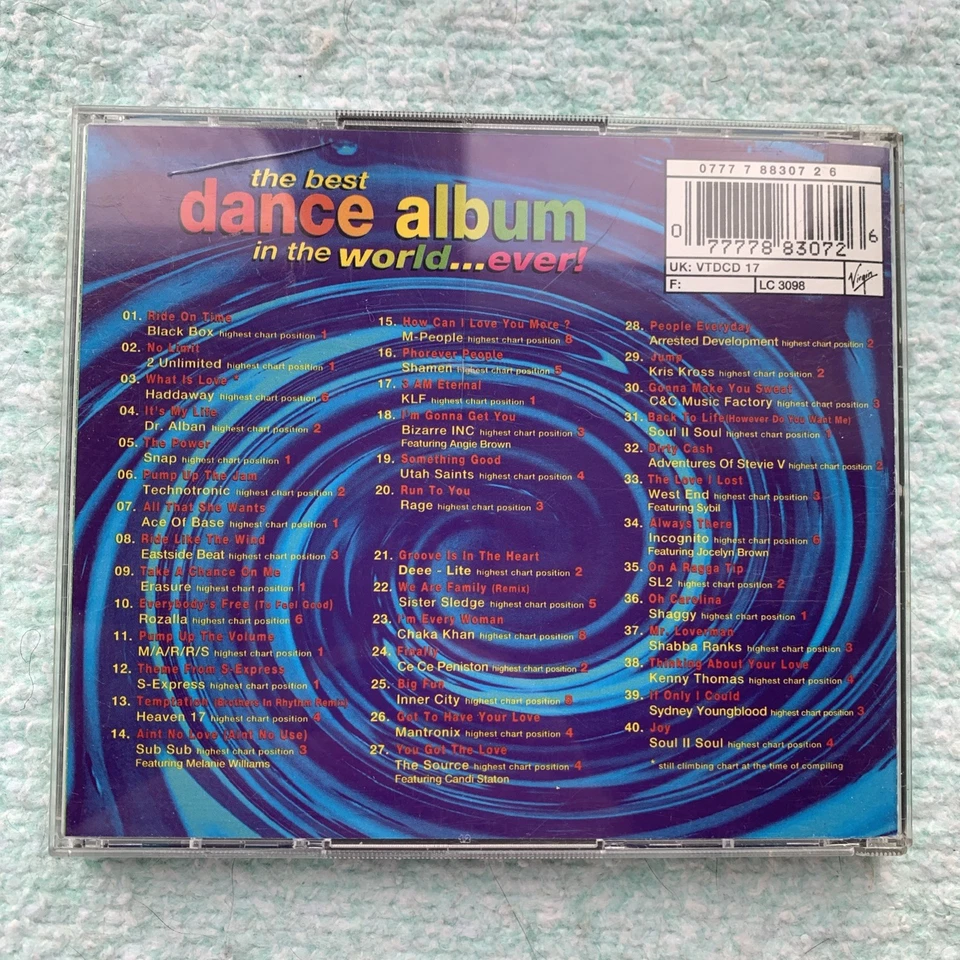 the best
dance album
in the world...ever!
0777 7 88307 2 6
0 77778 83072 6
UK: VTDCD 17
F: LC 3098
Virgin
01. Ride On Time
Black Box highest chart position 1
02. No Limit
2 Unlimited highest chart position 1
03. What Is Love *
Haddaway highest chart position 6
04. It's My Life
Dr. Alban highest chart position 2
05. The Power
Snap highest chart position 1
06. Pump Up The Jam
Technotronic highest chart position 2
07. All That She Wants
Ace Of Base highest chart position 1
08. Ride Like The Wind
Eastside Beat highest chart position 3
09. Take A Chance On Me
Erasure highest chart position 1
10. Everybody's Free (To Feel Good)
Rozalla highest chart position 6
11. Pump Up The Volume
M/A/R/R/S highest chart position 1
12. Theme From S-Express
S-Express highest chart position 1
13. Temptation (Brothers In Rhythm Remix)
Heaven 17 highest chart position 4
14. Aint No Love (Aint No Use)
Sub Sub highest chart position 3
Featuring Melanie Williams
15. How Can I Love You More ?
M-People highest chart position 8
16. Phorever People
Shamen highest chart position 5
17. 3 AM Eternal
KLF highest chart position 1
18. I'm Gonna Get You
Bizarre INC highest chart position 3
Featuring Angie Brown
19. Something Good
Utah Saints highest chart position 4
20. Run To You
Rage highest chart position 3
21. Groove Is In The Heart
Deee - Lite highest chart position 2
22. We Are Family (Remix)
Sister Sledge highest chart position 5
23. I'm Every Woman
Chaka Khan highest chart position 8
24. Finally
Ce Ce Peniston highest chart position 2
25. Big Fun
Inner City highest chart position 8
26. Got To Have Your Love
Mantronix highest chart position 4
27. You Got The Love
The Source highest chart position 4
Featuring Candi Staton
28. People Everyday
Arrested Development highest chart position 2
29. Jump
Kris Kross highest chart position 2
30. Gonna Make You Sweat
C&C Music Factory highest chart position 3
31. Back To Life(However Do You Want Me)
Soul II Soul highest chart position 1
32. Dirty Cash
Adventures Of Stevie V highest chart position 2
33. The Love I Lost
West End highest chart position 3
Featuring Sybil
34. Always There
Incognito highest chart position 6
Featuring Jocelyn Brown
35. On A Ragga Tip
SL2 highest chart position 2
36. Oh Carolina
Shaggy highest chart position 1
37. Mr. Loverman
Shabba Ranks highest chart position 3
38. Thinking About Your Love
Kenny Thomas highest chart position 4
39. If Only I Could
Sydney Youngblood highest chart position 3
40. Joy
Soul II Soul highest chart position 4
* still climbing chart at the time of compiling